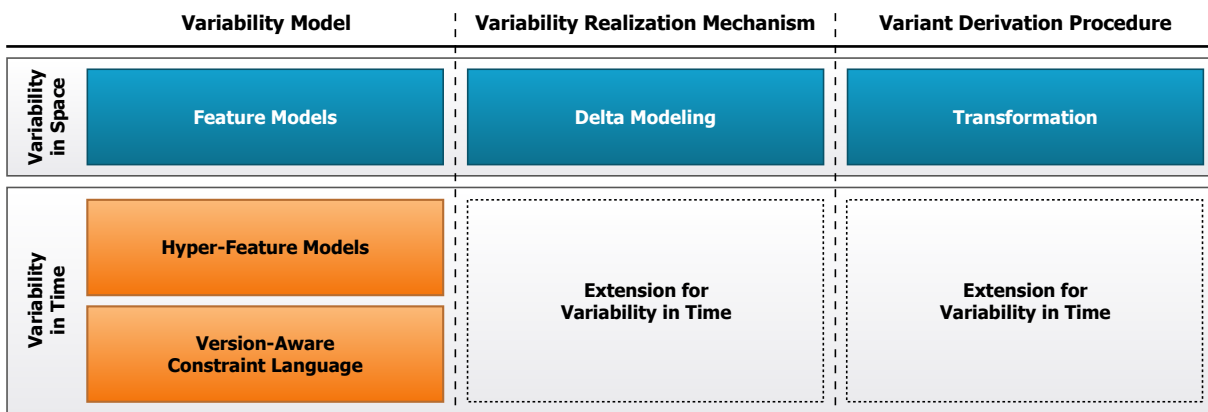 Variability Model
Variability Realization Mechanism
Variant Derivation Procedure
Variability
in Space
Feature Models
Delta Modeling
Transformation
Variability
in Time
Hyper-Feature Models
Version-Aware
Constraint Language
Extension for
Variability in Time
Extension for
Variability in Time